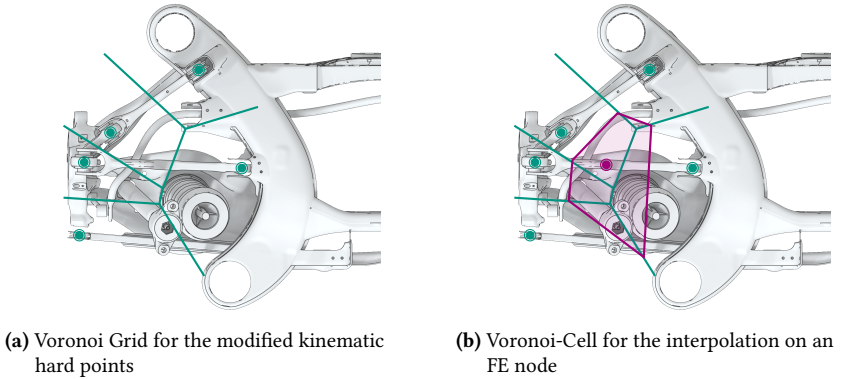 (a) Voronoi Grid for the modified kinematic
hard points
(b) Voronoi-Cell for the interpolation on an
FE node